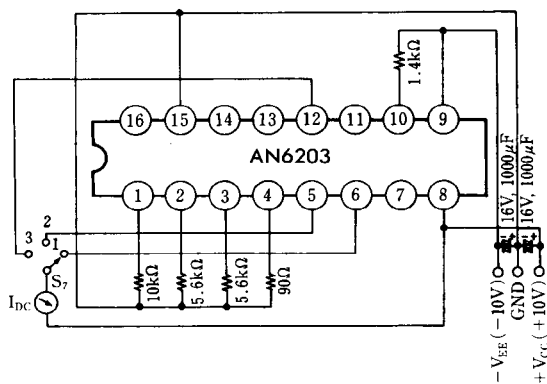 1.4kΩ
16 15 14 13 12 11 10 9
AN6203
1 2 3 4 5 6 7 8
16V, 1000μF
16V, 1000μF
3 2 1
S7
IDC
10kΩ
5.6kΩ
5.6kΩ
90Ω
-VEE (-10V)
GND
+VCC (+10V)